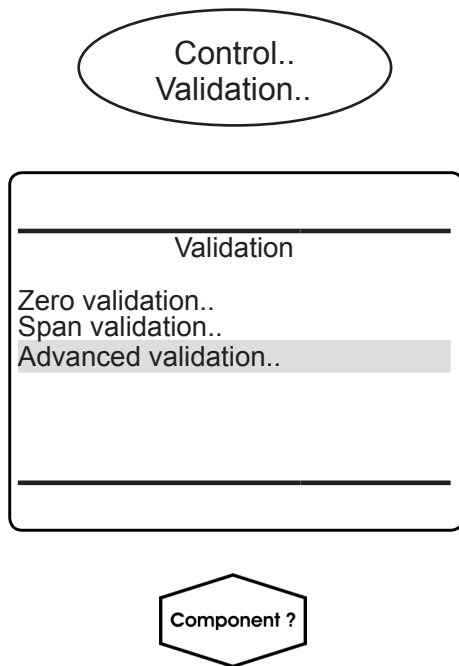 Control..
Validation..
Validation
Zero validation..
Span validation..
Advanced validation..
Component ?